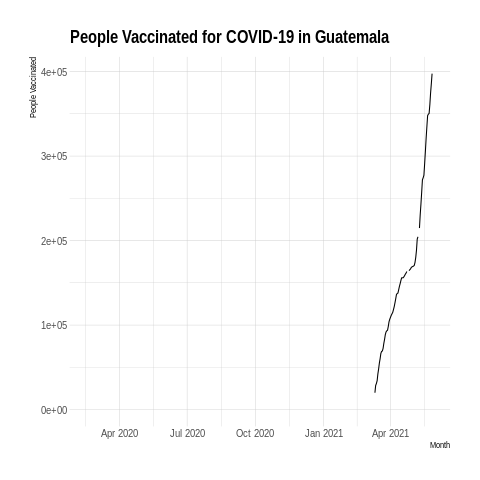 People Vaccinated for COVID-19 in Guatemala
People Vaccinated
4e+05
3e+05
2e+05
1e+05
0e+00
Apr 2020 Jul 2020 Oct 2020 Jan 2021 Apr 2021
Month